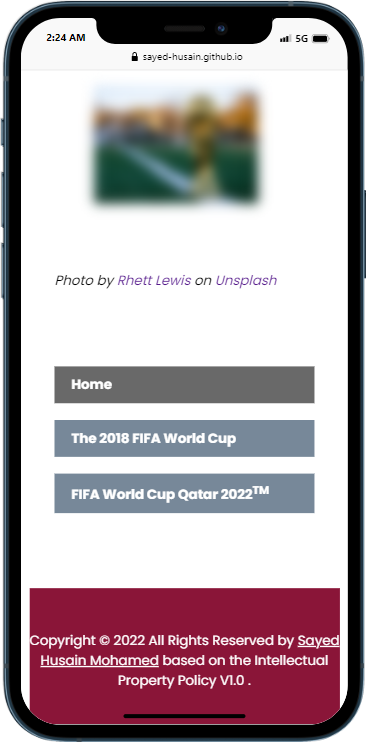 2:24 AM
5G
sayed-husain.github.io
Photo by Rhett Lewis on Unsplash
Home
The 2018 FIFA World Cup
FIFA World Cup Qatar 2022™
Copyright © 2022 All Rights Reserved by Sayed
Husain Mohamed based on the Intellectual
Property Policy V1.0 .